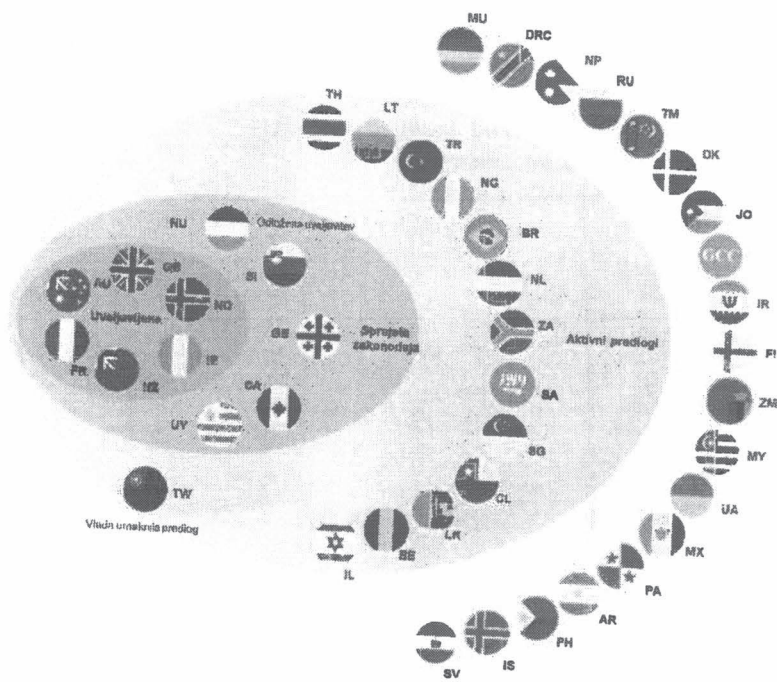 MU
DRC
NP
RU
TM
DK
JO
GCC
IR
FI
ZM
MY
UA
MX
PA
AR
PH
IS
SV
TH
LT
TR
NG
BR
NL
ZA
Aktivni predlogi
SA
SG
CL
LK
BE
IL
HU
Odložena uveljavitev
SI
GE
Sprejeta
zakonodaja
CA
UY
GB
AU
NO
Uveljavljena
FR
NZ
IE
TW
Vlada umaknila predlog